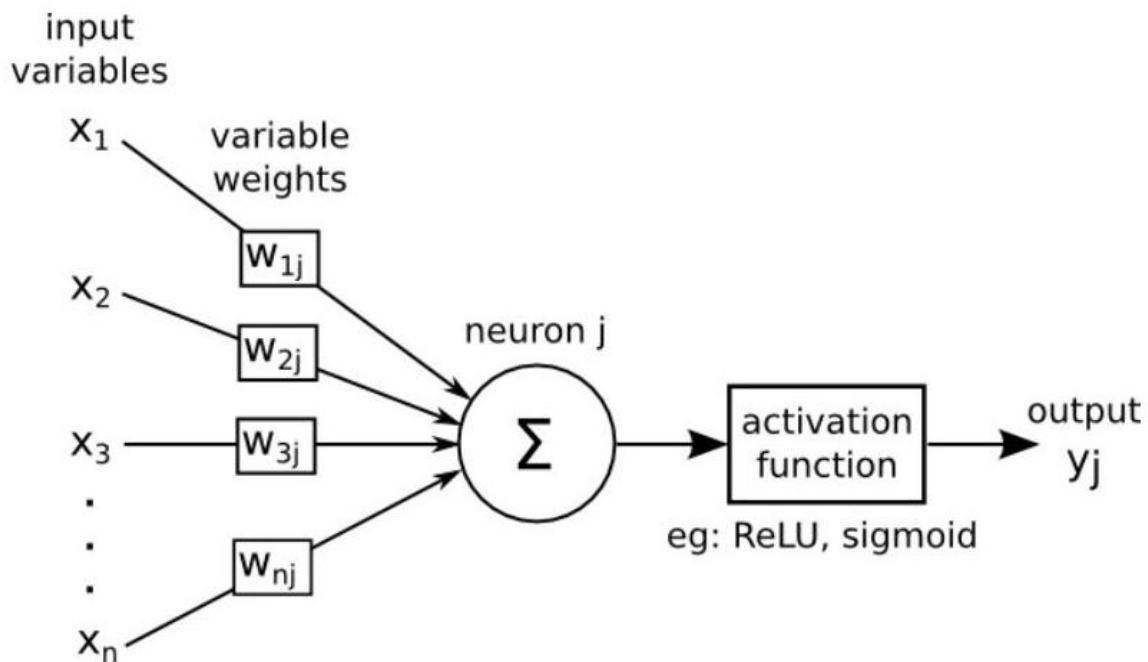 input
variables
x₁
variable
weights
w₁ⱼ
x₂
w₂ⱼ
neuron j
x₃
w₃ⱼ
Σ
activation
function
output
yⱼ
eg: ReLU, sigmoid
.
.
.
wₙⱼ
xₙ